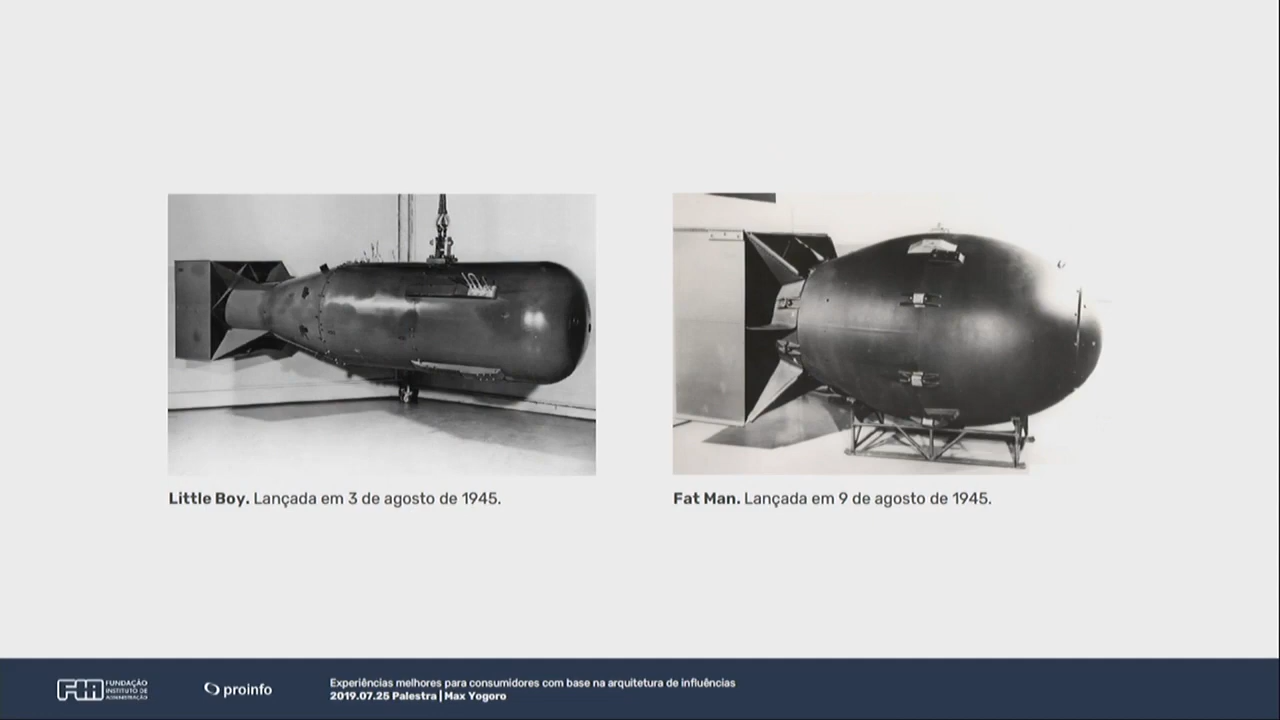 Little Boy. Lançada em 3 de agosto de 1945.
Fat Man. Lançada em 9 de agosto de 1945.
FIA FUNDAÇÃO
INSTITUTO DE
ADMINISTRAÇÃO
proinfo
Experiências melhores para consumidores com base na arquitetura de influências
2019.07.25 Palestra | Max Yogoro